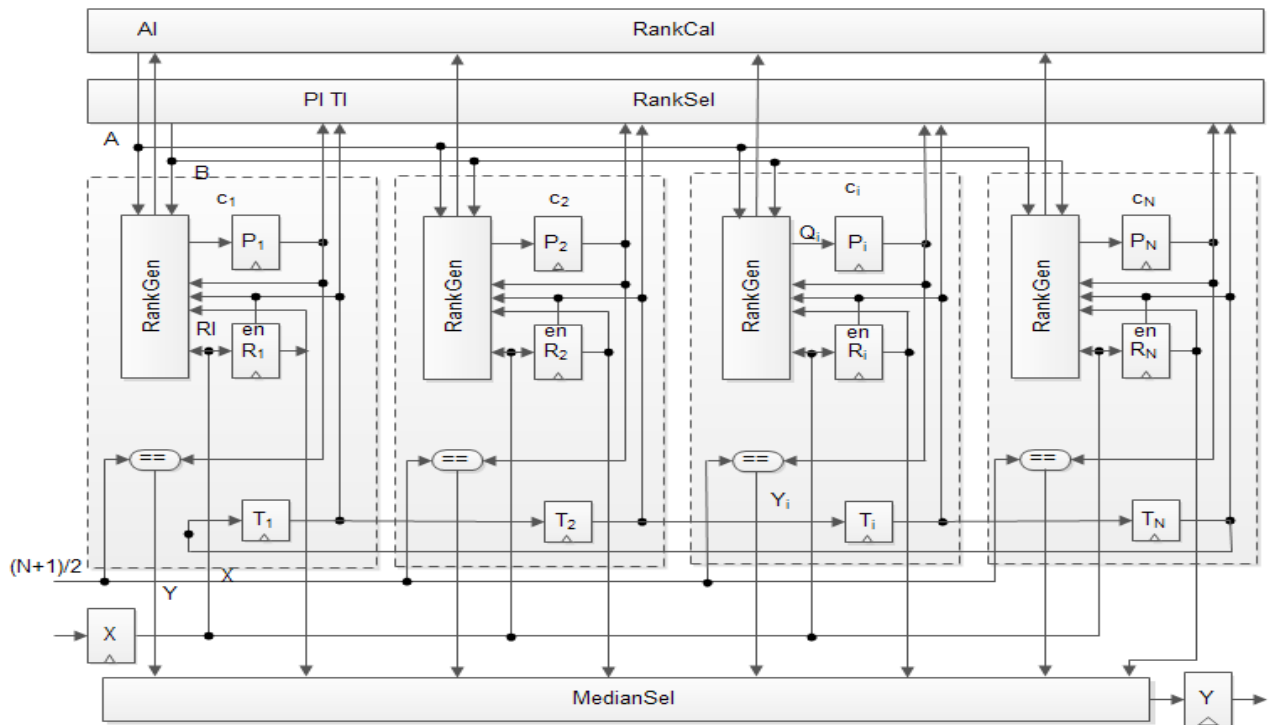 AI RankCal
PI TI RankSel
A
B
c1 c2 ci cN
RankGen P1 RankGen P2 RankGen Qi Pi RankGen PN
RI en R1 en R2 en Ri en RN
== == == ==
Yi
T1 T2 Ti TN
(N+1)/2
X
Y
X
MedianSel Y